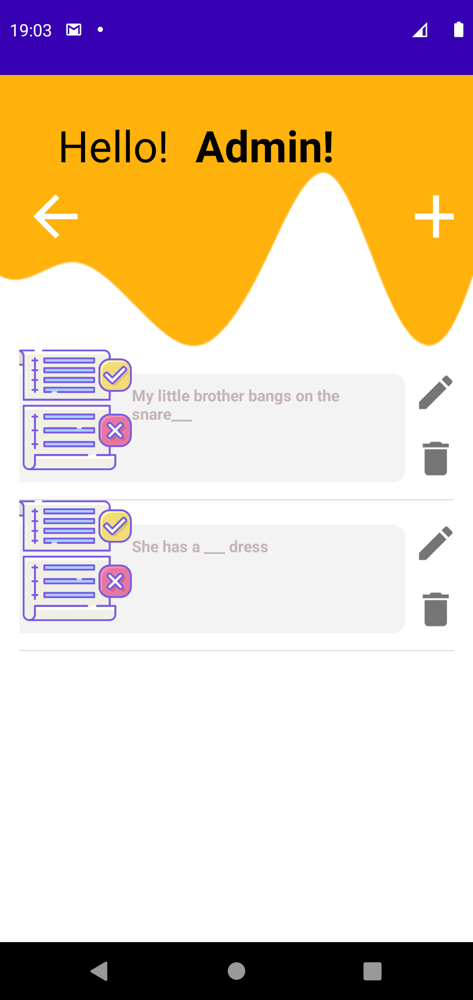 19:03
Hello! Admin!
My little brother bangs on the
snare___
She has a ___ dress